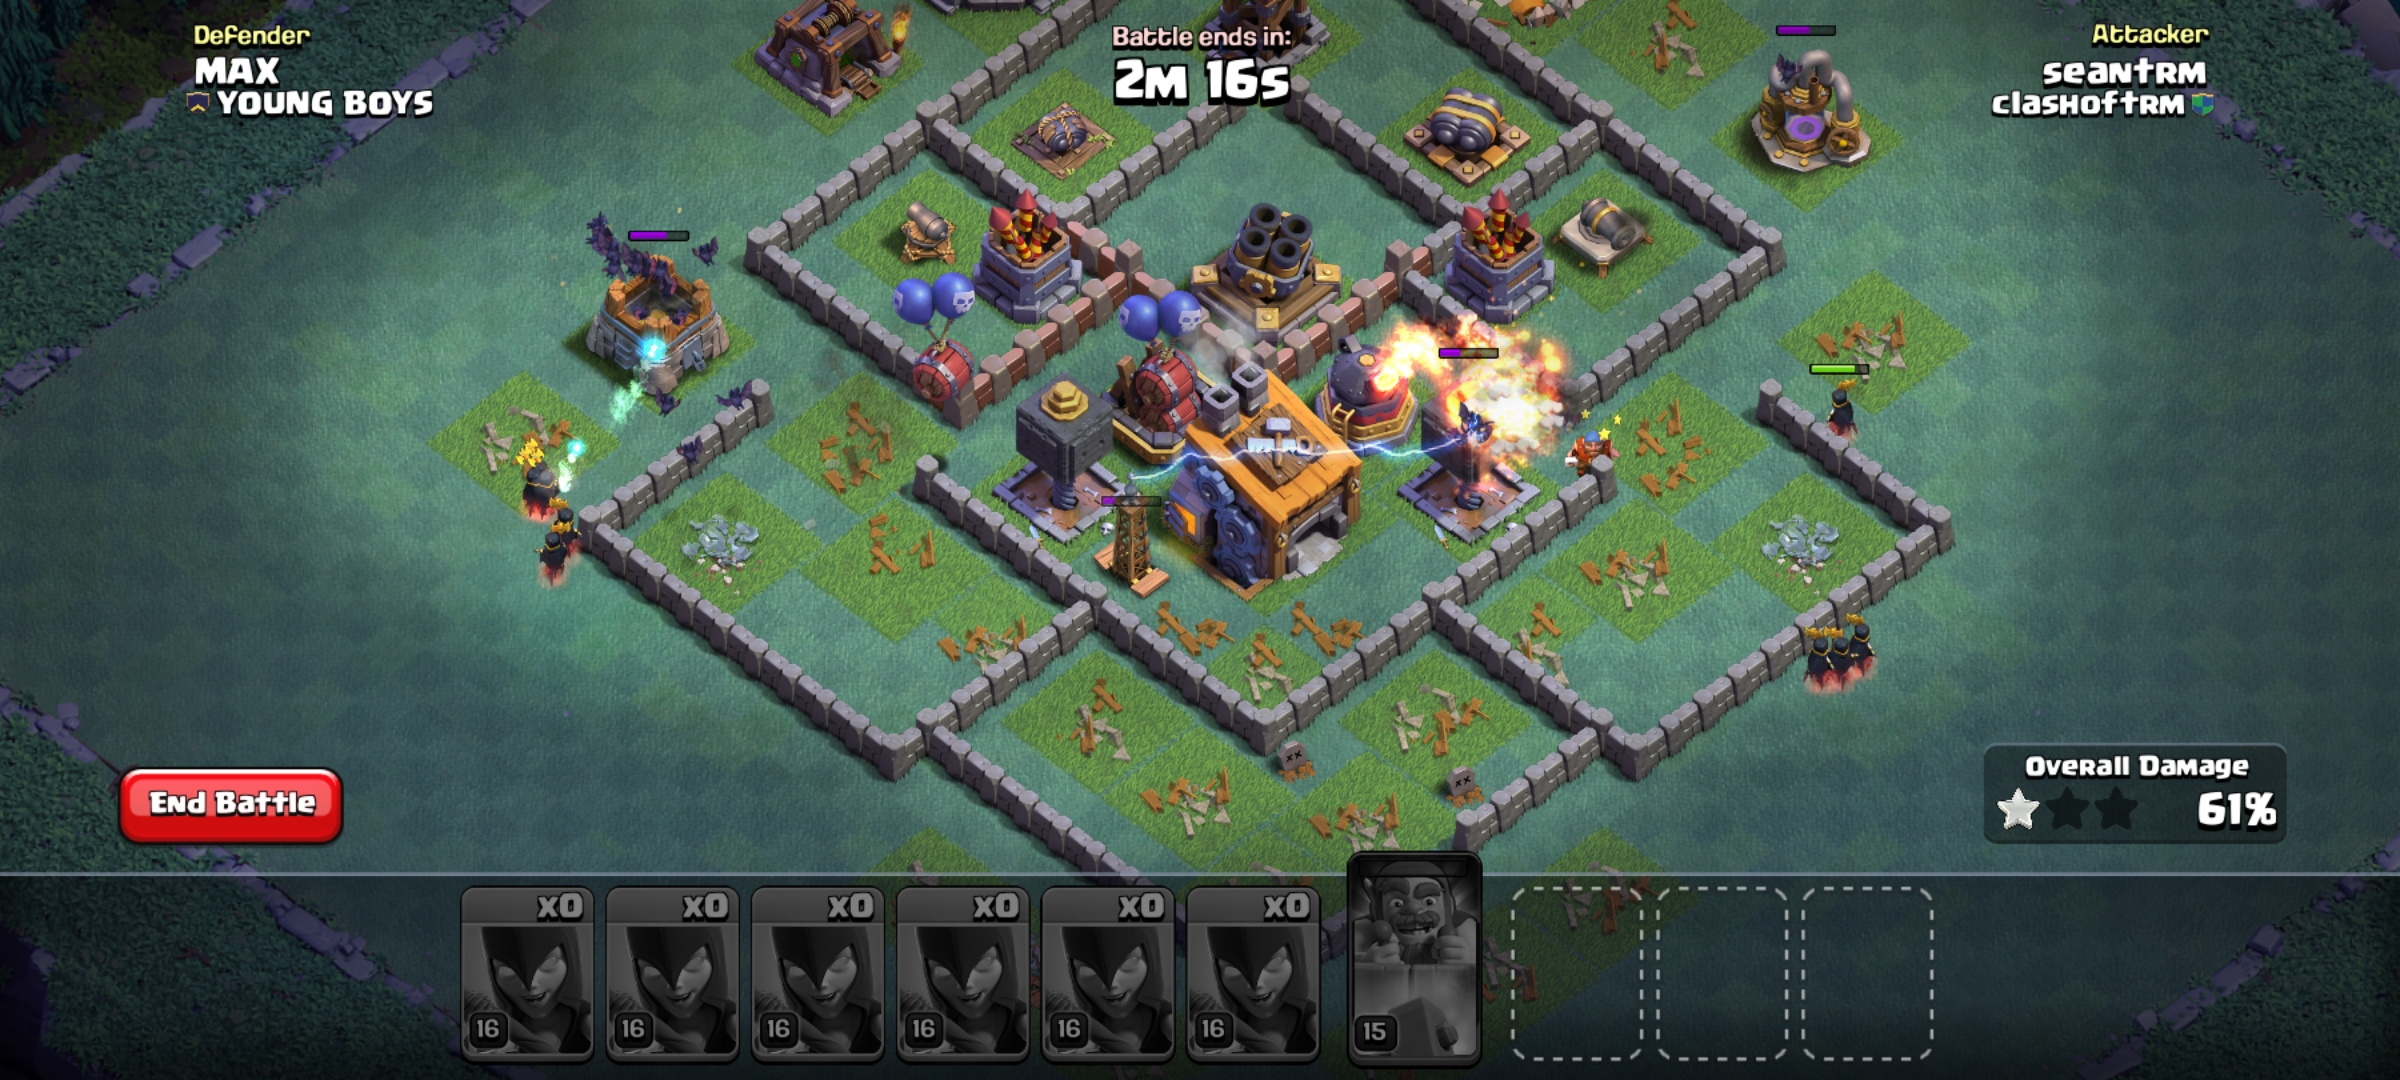 Defender
MAX
YOUNG BOYS
Battle ends in:
2M 16s
Attacker
seantRM
clashoftRM
End Battle
Overall Damage
61%
x0
x0
x0
x0
x0
x0
16
16
16
16
16
16
15